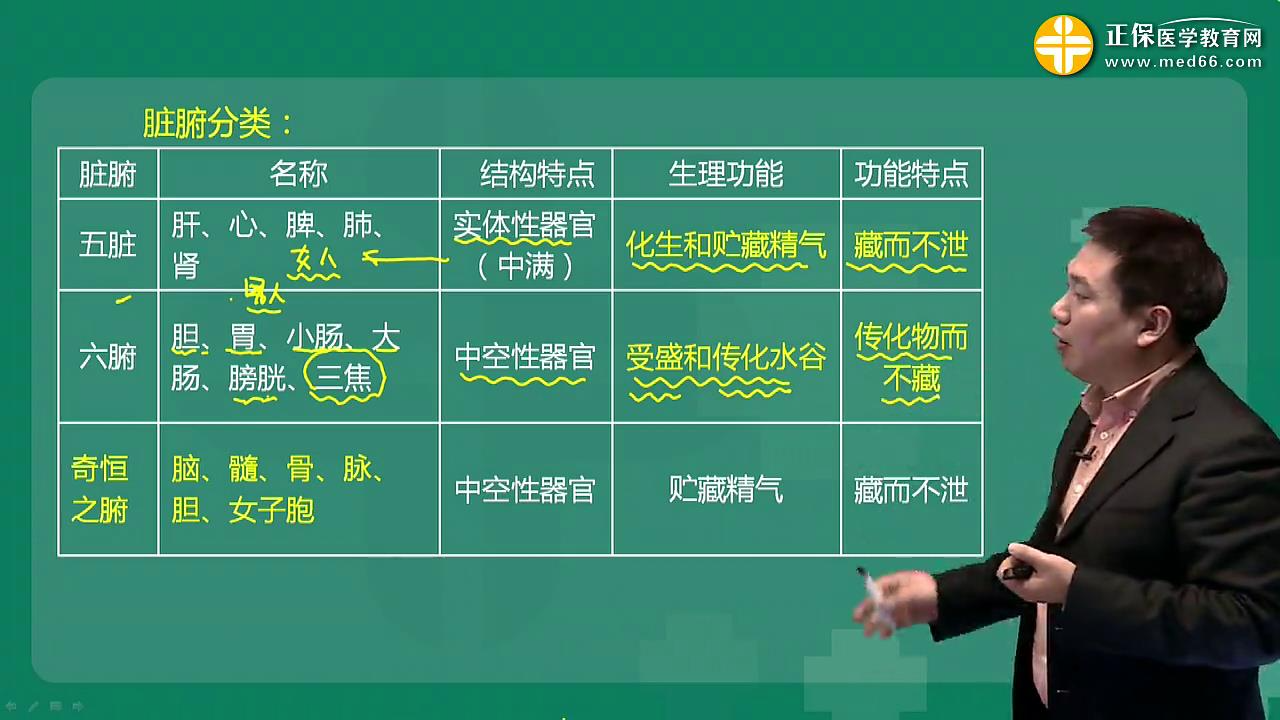 正保医学教育网
www.med66.com
脏腑分类：
脏腑 名称 结构特点 生理功能 功能特点
五脏 肝、心、脾、肺、 实体性器官 化生和贮藏精气 藏而不泄
肾 女人 （中满）
男人
六腑 胆、胃、小肠、大 中空性器官 受盛和传化水谷 传化物而
肠、膀胱、三焦 不藏
奇恒 脑、髓、骨、脉、 中空性器官 贮藏精气 藏而不泄
之腑 胆、女子胞